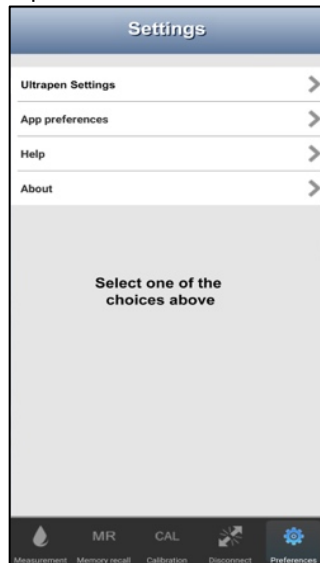 Settings
Ultrapen Settings
App preferences
Help
About
Select one of the
choices above
MR CAL
Measurement Memory recall Calibration Disconnect Preferences